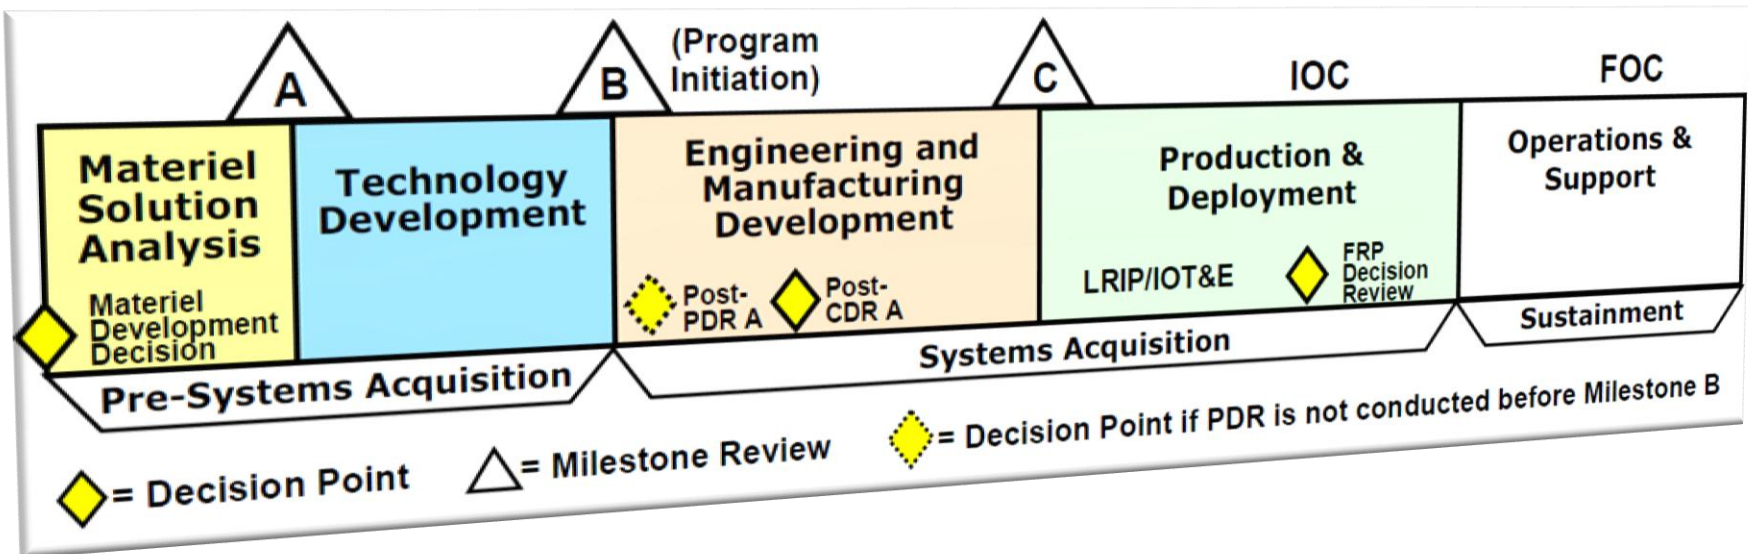 A
B
(Program
Initiation)
C
IOC
FOC
Materiel
Solution
Analysis
Materiel
Development
Decision
Technology
Development
Engineering and
Manufacturing
Development
Post-
PDR A
Post-
CDR A
Production &
Deployment
LRIP/IOT&E
FRP
Decision
Review
Operations &
Support
Pre-Systems Acquisition
Systems Acquisition
Sustainment
= Decision Point
= Milestone Review
= Decision Point if PDR is not conducted before Milestone B